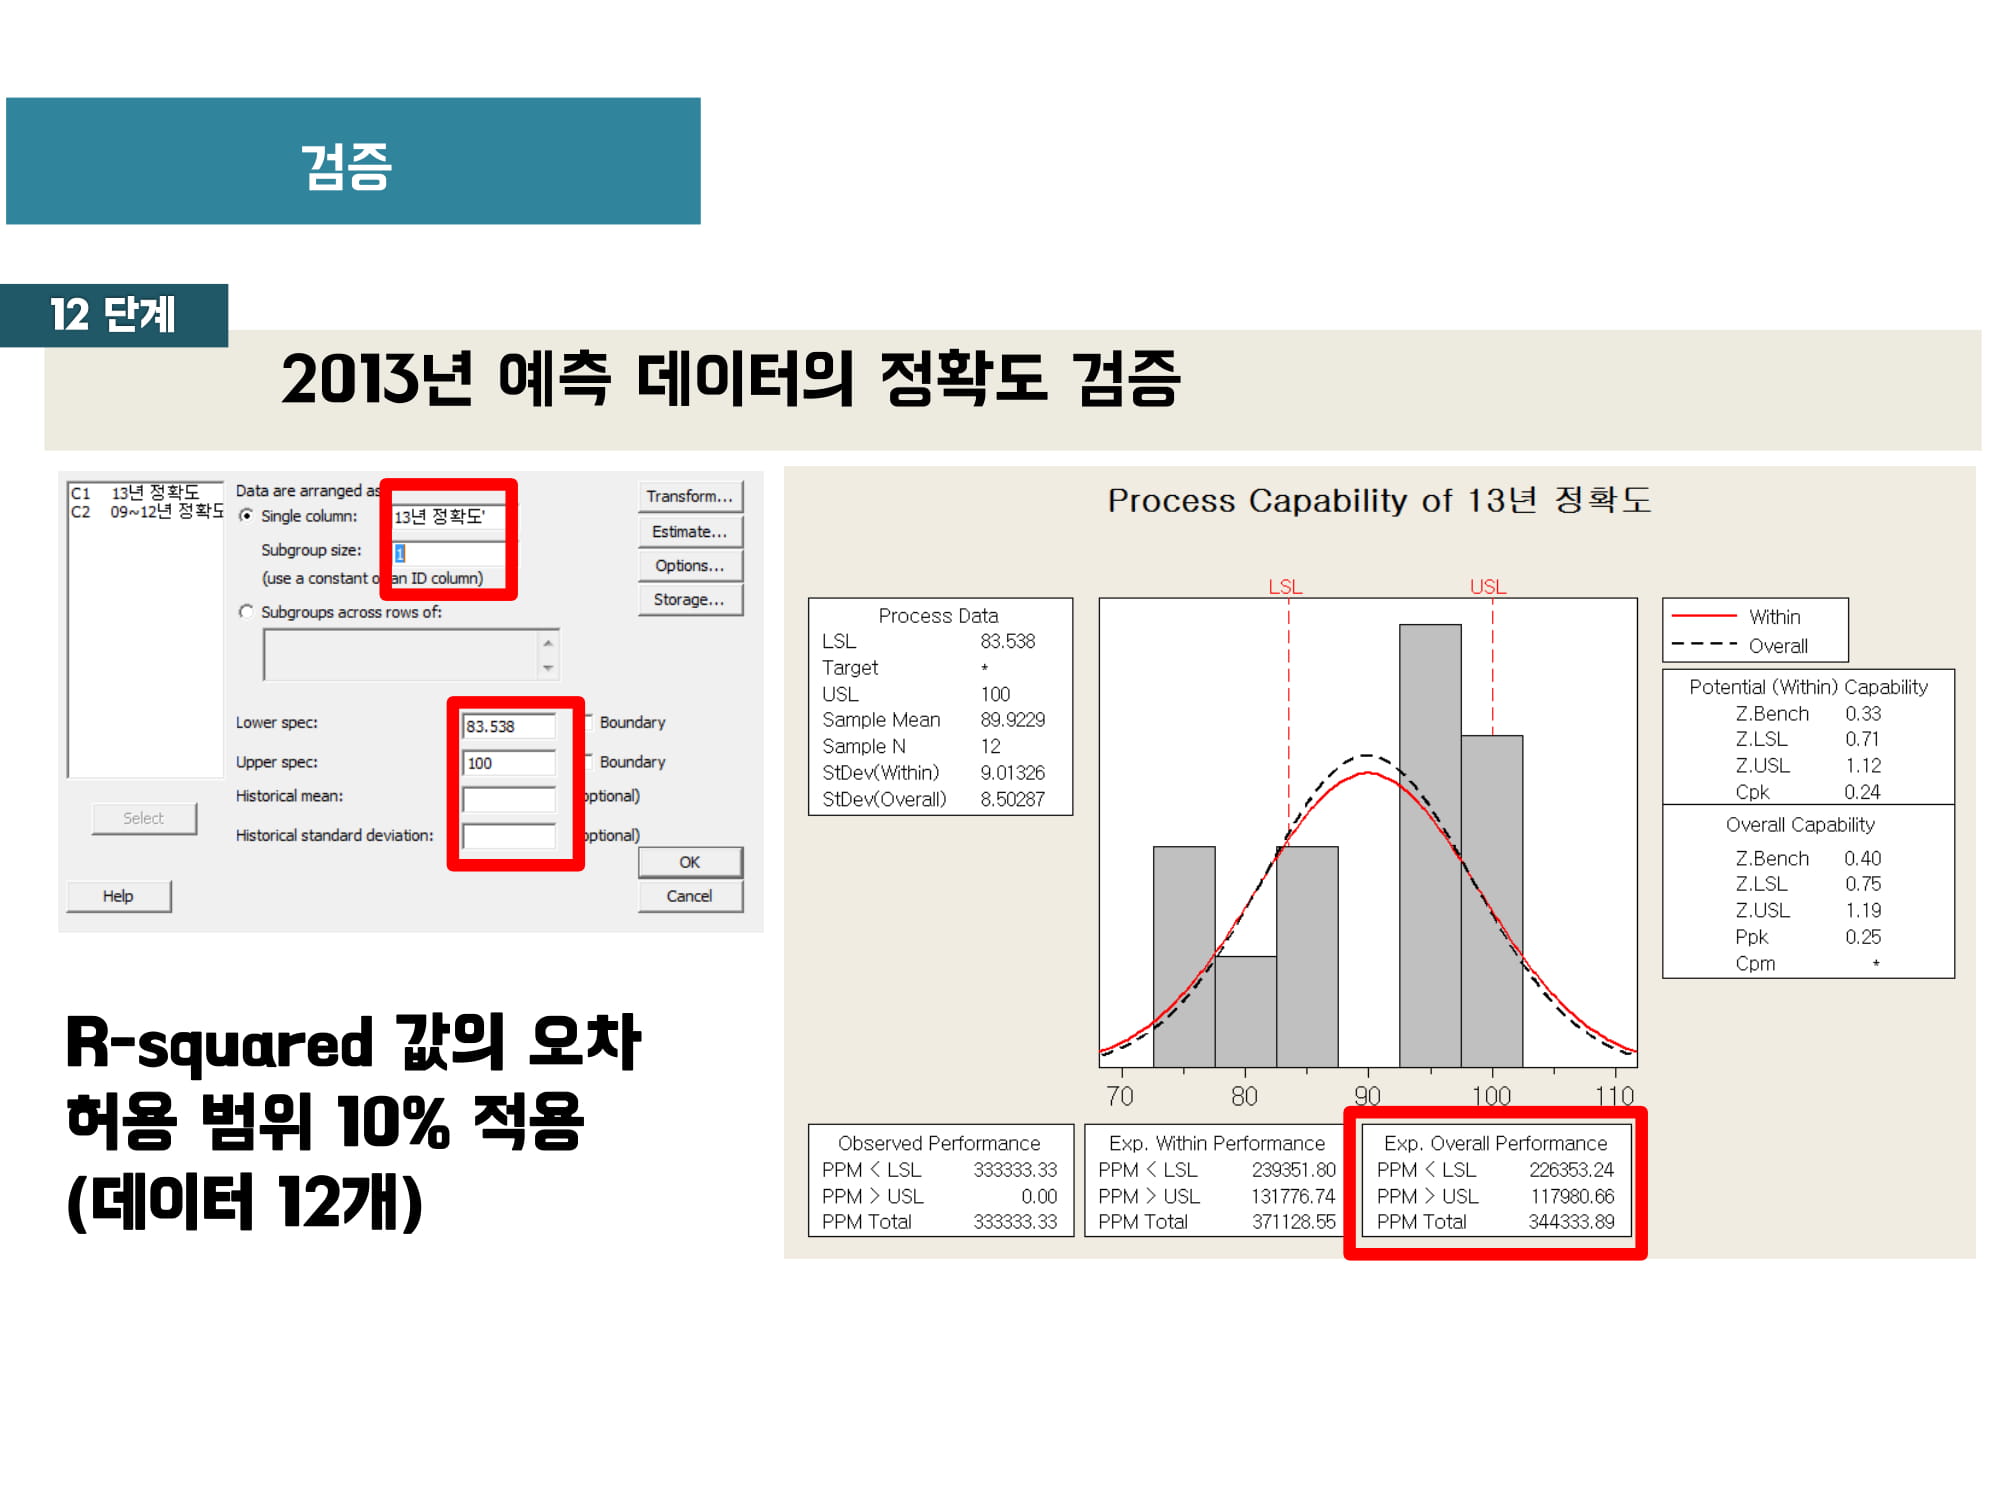 검증
12 단계
2013년 예측 데이터의 정확도 검증
C1 13년 정확도
C2 09~12년 정확도
Data are arranged as
Single column: 13년 정확도'
Subgroup size: 1
(use a constant o an ID column)
Subgroups across rows of:
Lower spec: 83.538 Boundary
Upper spec: 100 Boundary
Historical mean: optional)
Historical standard deviation: optional)
Transform...
Estimate...
Options...
Storage...
Select
OK
Help
Cancel
R-squared 값의 오차
허용 범위 10% 적용
(데이터 12개)
Process Capability of 13년 정확도
Process Data
LSL 83.538
Target *
USL 100
Sample Mean 89.9229
Sample N 12
StDev(Within) 9.01326
StDev(Overall) 8.50287
LSL USL
70 80 90 100 110
Within
Overall
Potential (Within) Capability
Z.Bench 0.33
Z.LSL 0.71
Z.USL 1.12
Cpk 0.24
Overall Capability
Z.Bench 0.40
Z.LSL 0.75
Z.USL 1.19
Ppk 0.25
Cpm *
Observed Performance
PPM < LSL 333333.33
PPM > USL 0.00
PPM Total 333333.33
Exp. Within Performance
PPM < LSL 239351.80
PPM > USL 131776.74
PPM Total 371128.55
Exp. Overall Performance
PPM < LSL 226353.24
PPM > USL 117980.66
PPM Total 344333.89